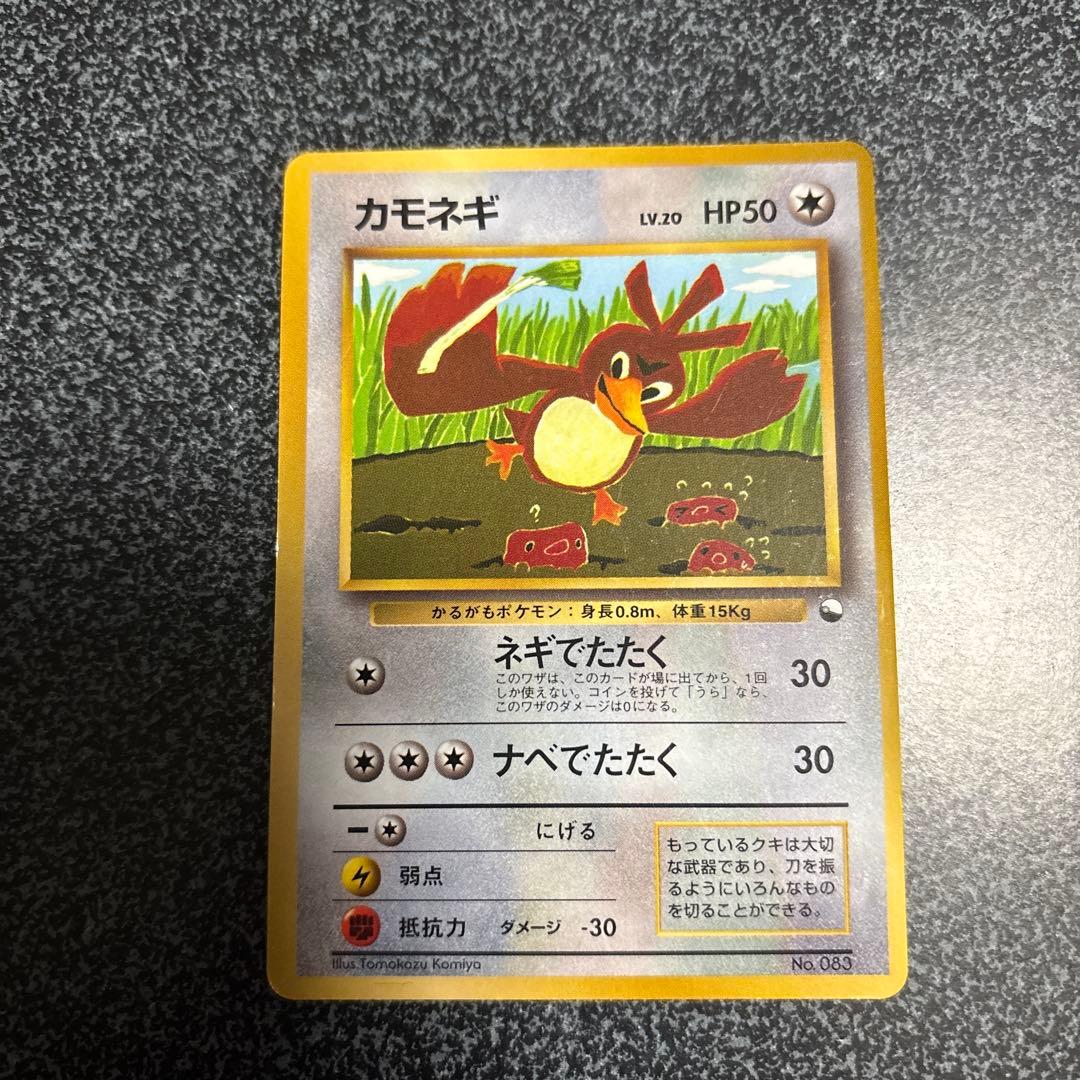 カモネギ LV.20 HP50
かるがもポケモン：身長0.8m、体重15Kg
ネギでたたく 30
このワザは、このカードが場に出てから、1回
しか使えない。コインを投げて「うら」なら、
このワザのダメージは0になる。
ナベでたたく 30
にげる
弱点
抵抗力 ダメージ -30
もっているクキは大切
な武器であり、刀を振
るようにいろんなもの
を切ることができる。
Illus.Tomokazu Komiya No. 083